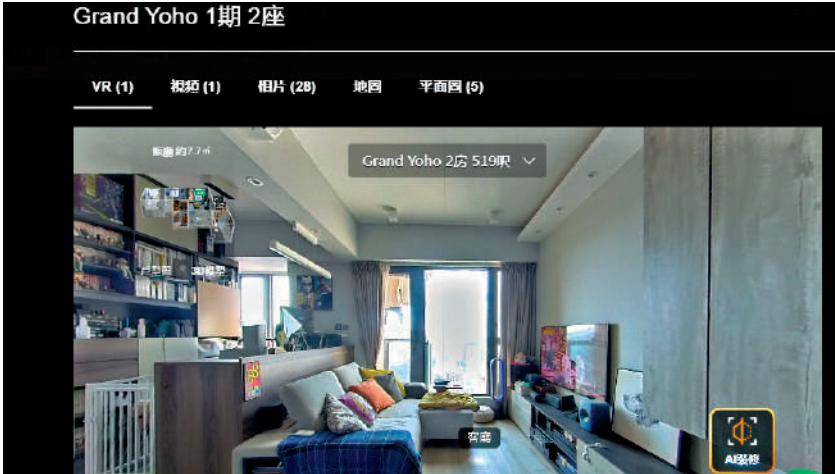 Grand Yoho 1期 2座
VR (1) 視頻 (1) 相片 (28) 地圖 平面圖 (5)
Grand Yoho 2房 519呎
客廳
AI裝修